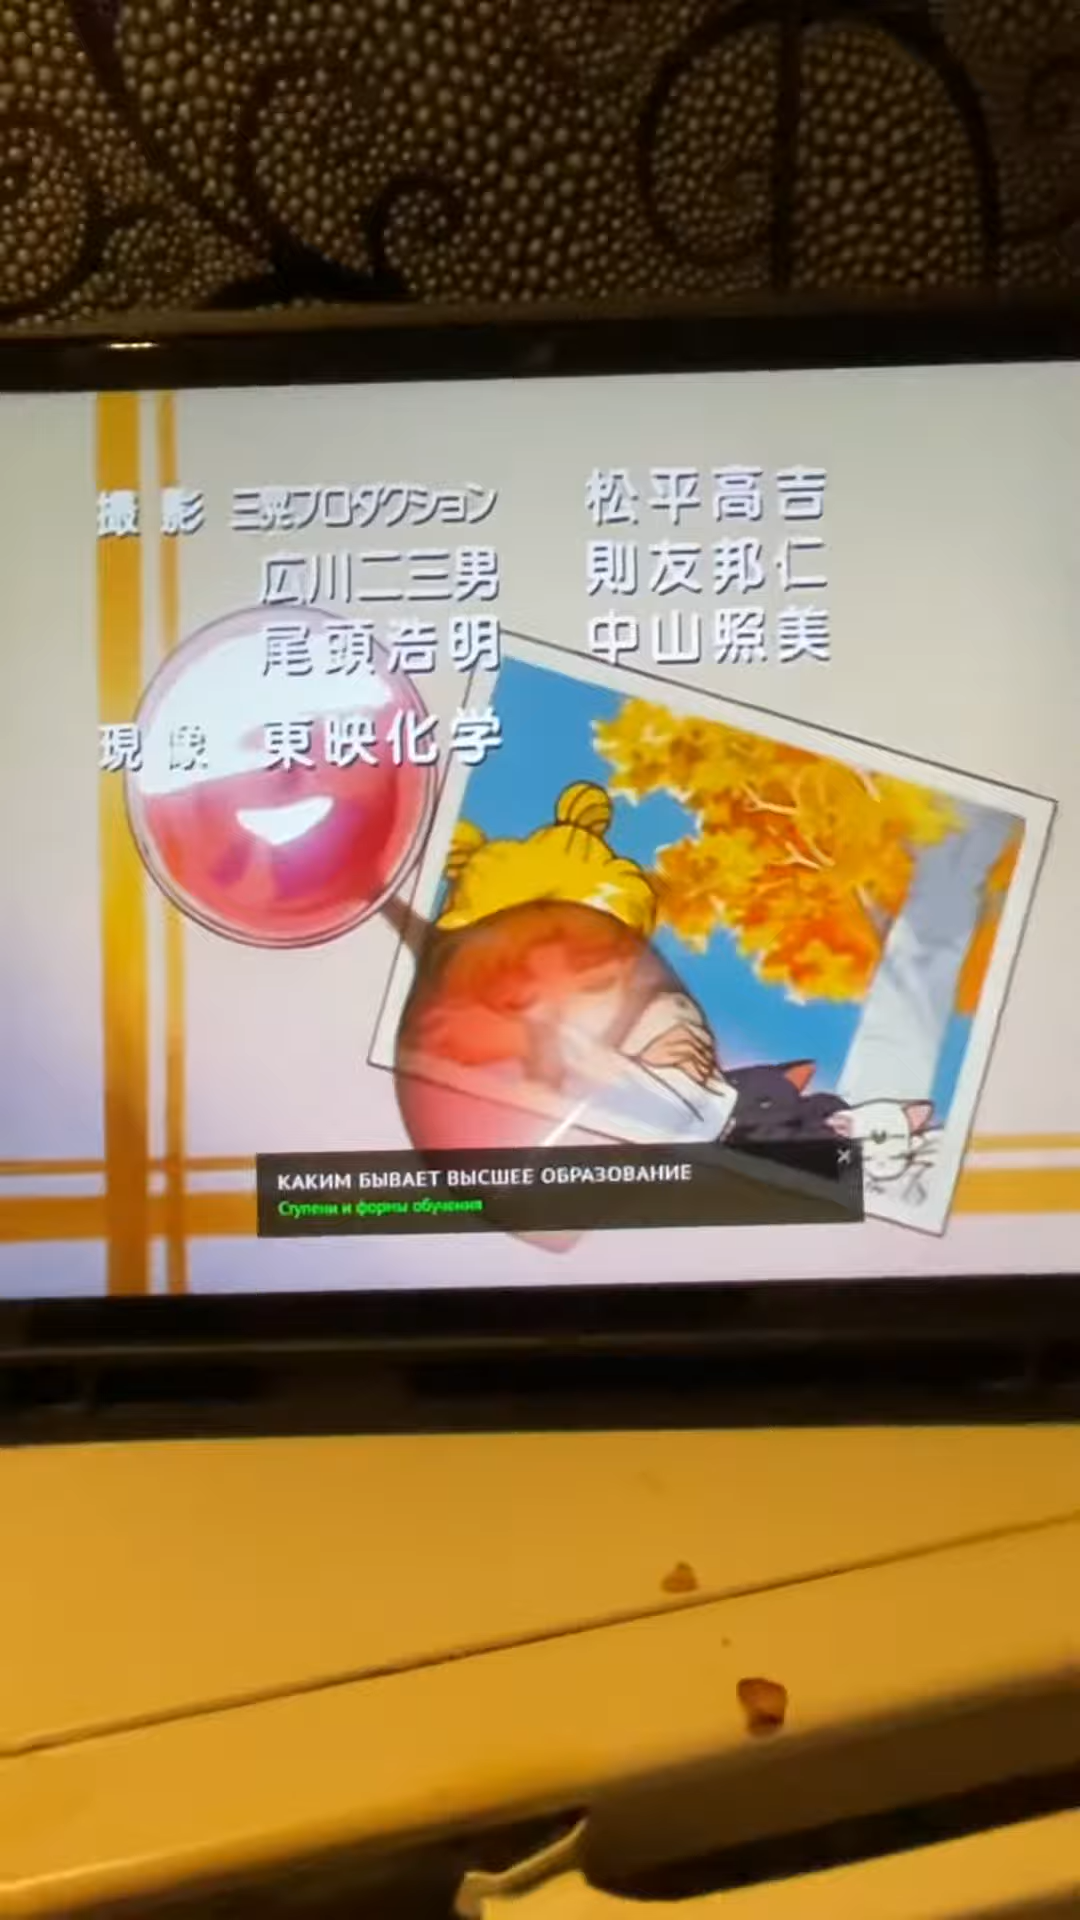 撮影 三晃プロダクション 松平高吉
広川二三男 則友邦仁
尾頭浩明 中山照美
現像 東映化学
КАКИМ БЫВАЕТ ВЫСШЕЕ ОБРАЗОВАНИЕ
Ступени и формы обучения